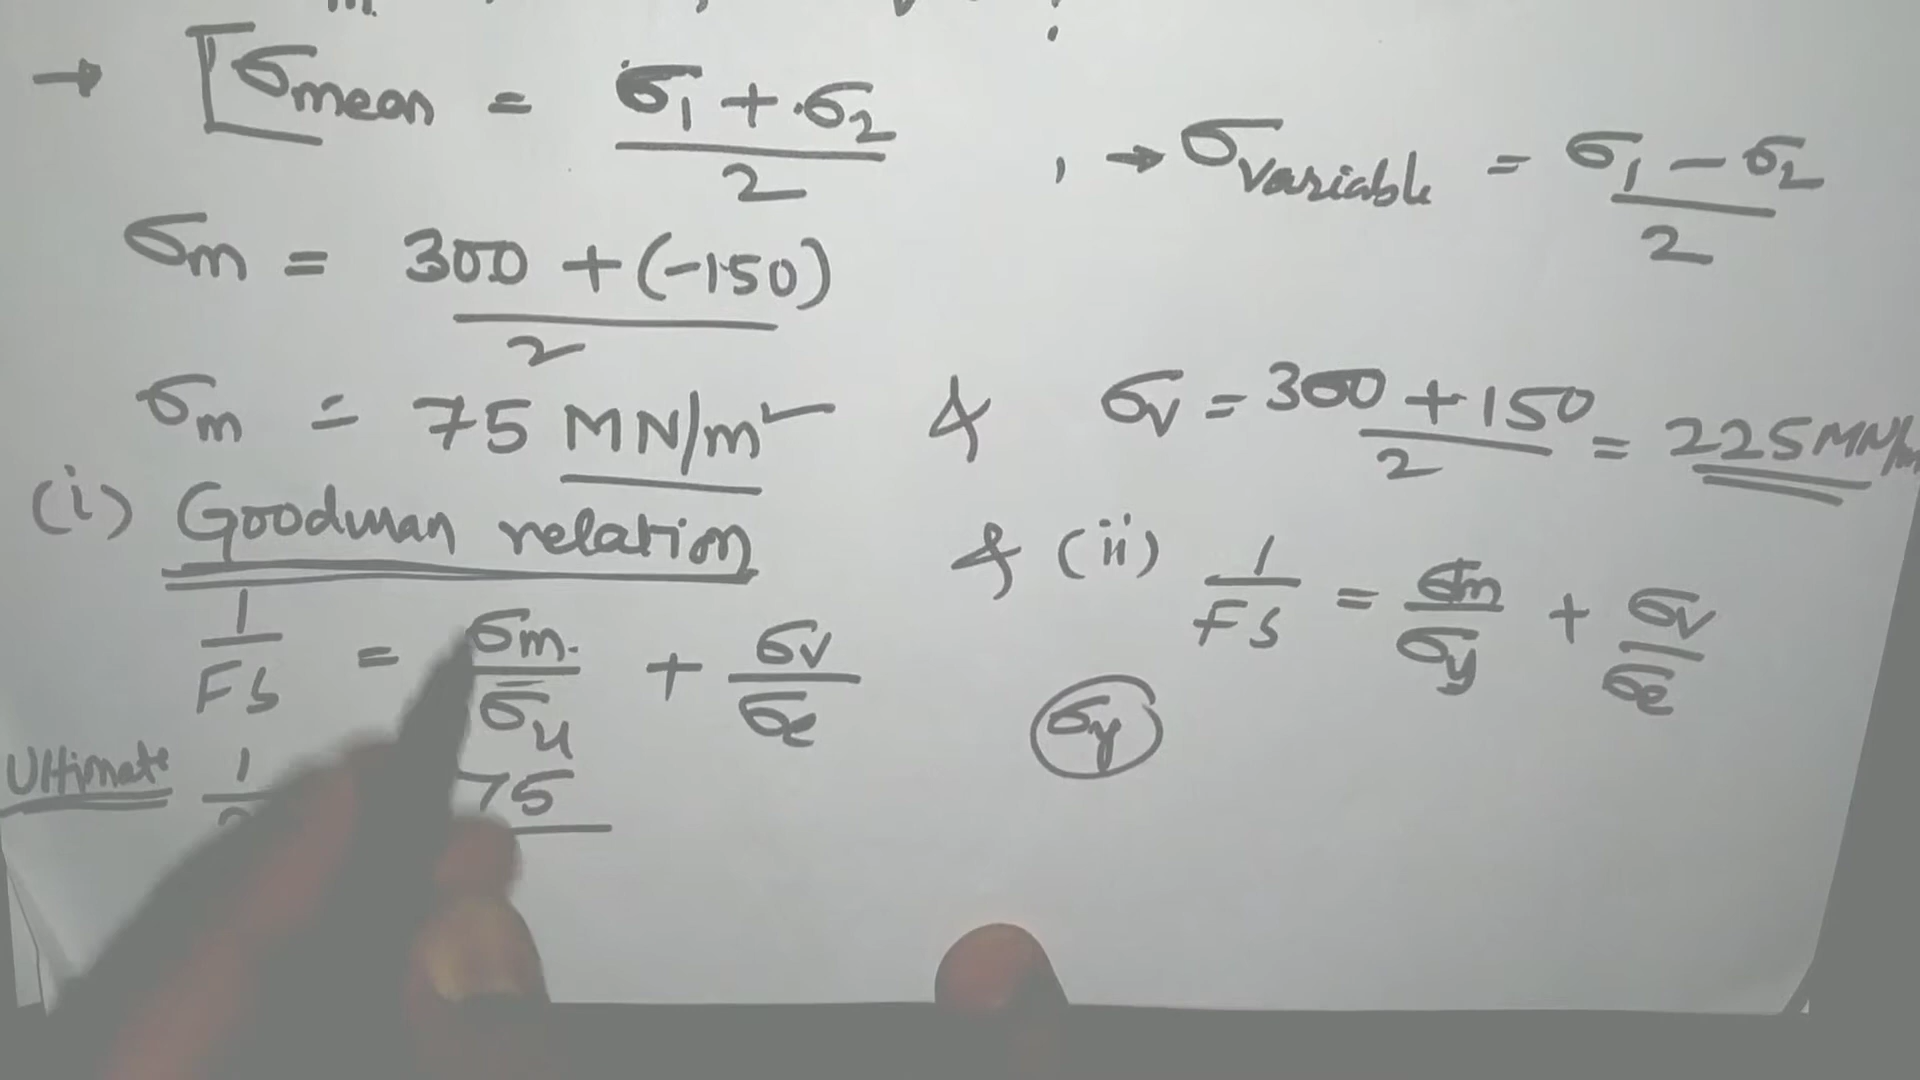 → [σmean = σ1 + σ2 / 2 , → σvariable = σ1 − σ2 / 2
σm = 300 + (-150) / 2
σm = 75 MN/m² & σv = 300 + 150 / 2 = 225 MN/m
(i) Goodman relation & (ii) 1/FS = σm/σy + σv/σe
1/FS = σm/σu + σv/σe σy
Ultimate 1 75